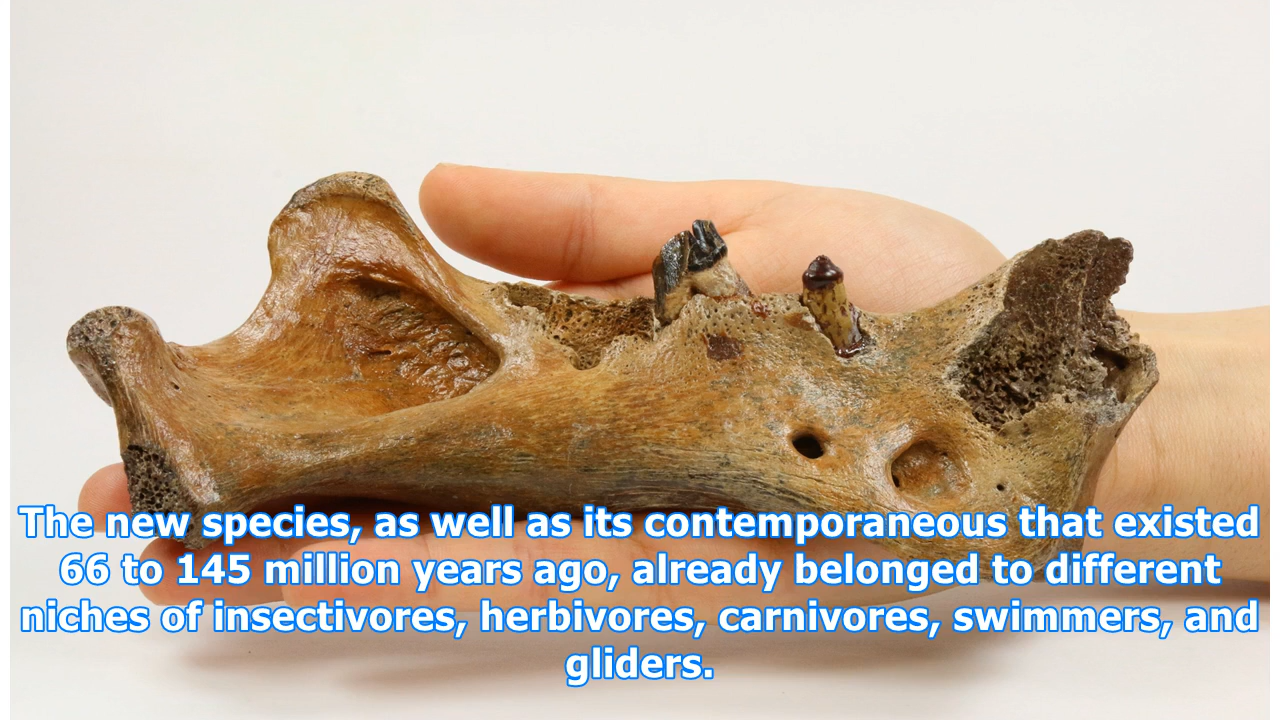 The new species, as well as its contemporaneous that existed
66 to 145 million years ago, already belonged to different
niches of insectivores, herbivores, carnivores, swimmers, and
gliders.